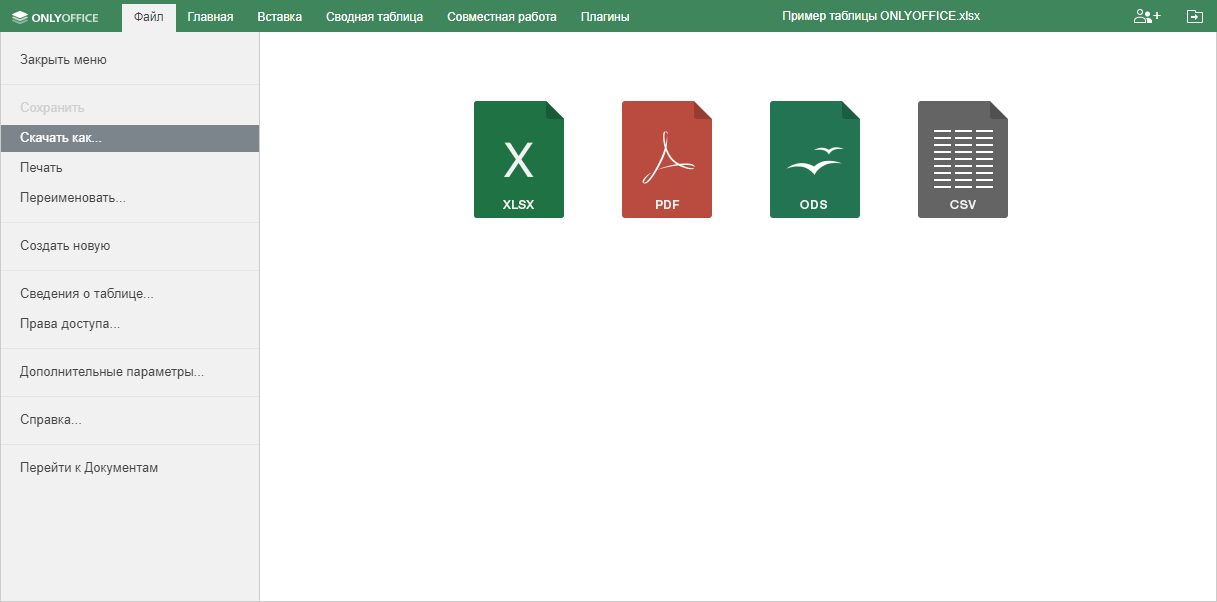 ONLYOFFICE Файл Главная Вставка Сводная таблица Совместная работа Плагины Пример таблицы ONLYOFFICE.xlsx
Закрыть меню
Сохранить
Скачать как...
Печать
Переименовать...
Создать новую
Сведения о таблице...
Права доступа...
Дополнительные параметры...
Справка...
Перейти к Документам
X
XLSX PDF ODS CSV